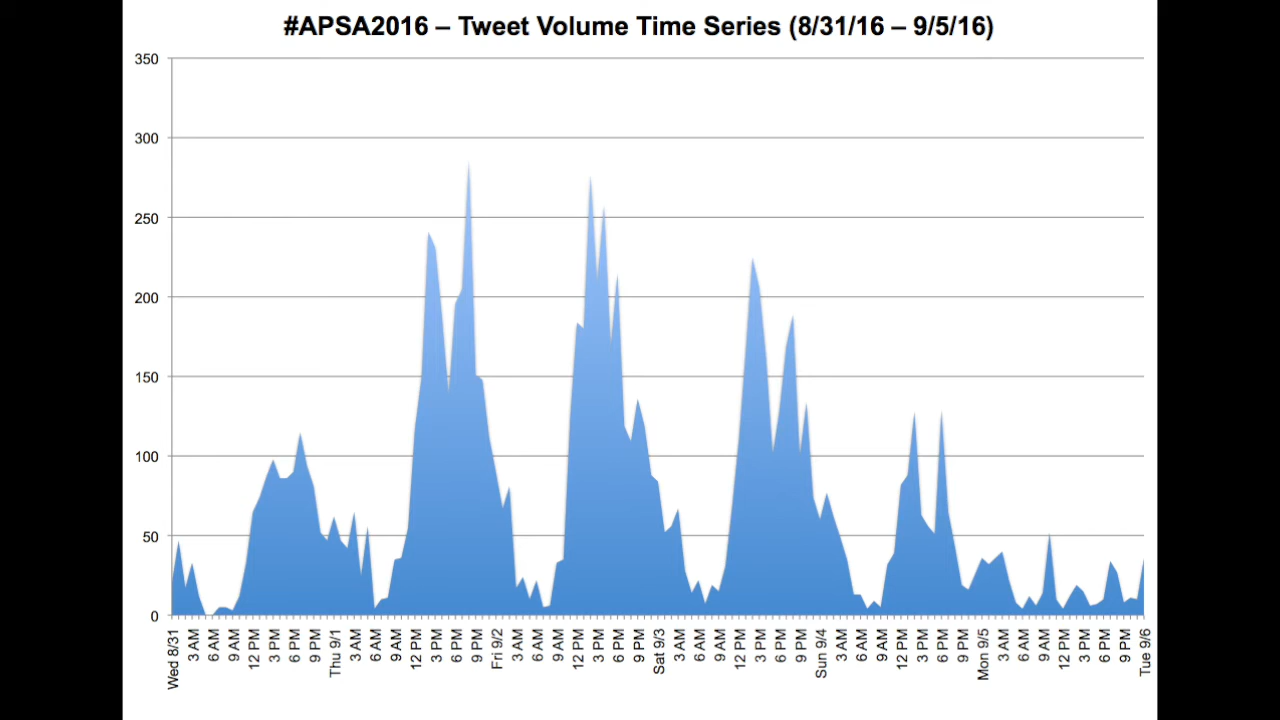 #APSA2016 – Tweet Volume Time Series (8/31/16 – 9/5/16)
350
300
250
200
150
100
50
0
Wed 8/31
3 AM
6 AM
9 AM
12 PM
3 PM
6 PM
9 PM
Thu 9/1
3 AM
6 AM
9 AM
12 PM
3 PM
6 PM
9 PM
Fri 9/2
3 AM
6 AM
9 AM
12 PM
3 PM
6 PM
9 PM
Sat 9/3
3 AM
6 AM
9 AM
12 PM
3 PM
6 PM
9 PM
Sun 9/4
3 AM
6 AM
9 AM
12 PM
3 PM
6 PM
9 PM
Mon 9/5
3 AM
6 AM
9 AM
12 PM
3 PM
6 PM
9 PM
Tue 9/6